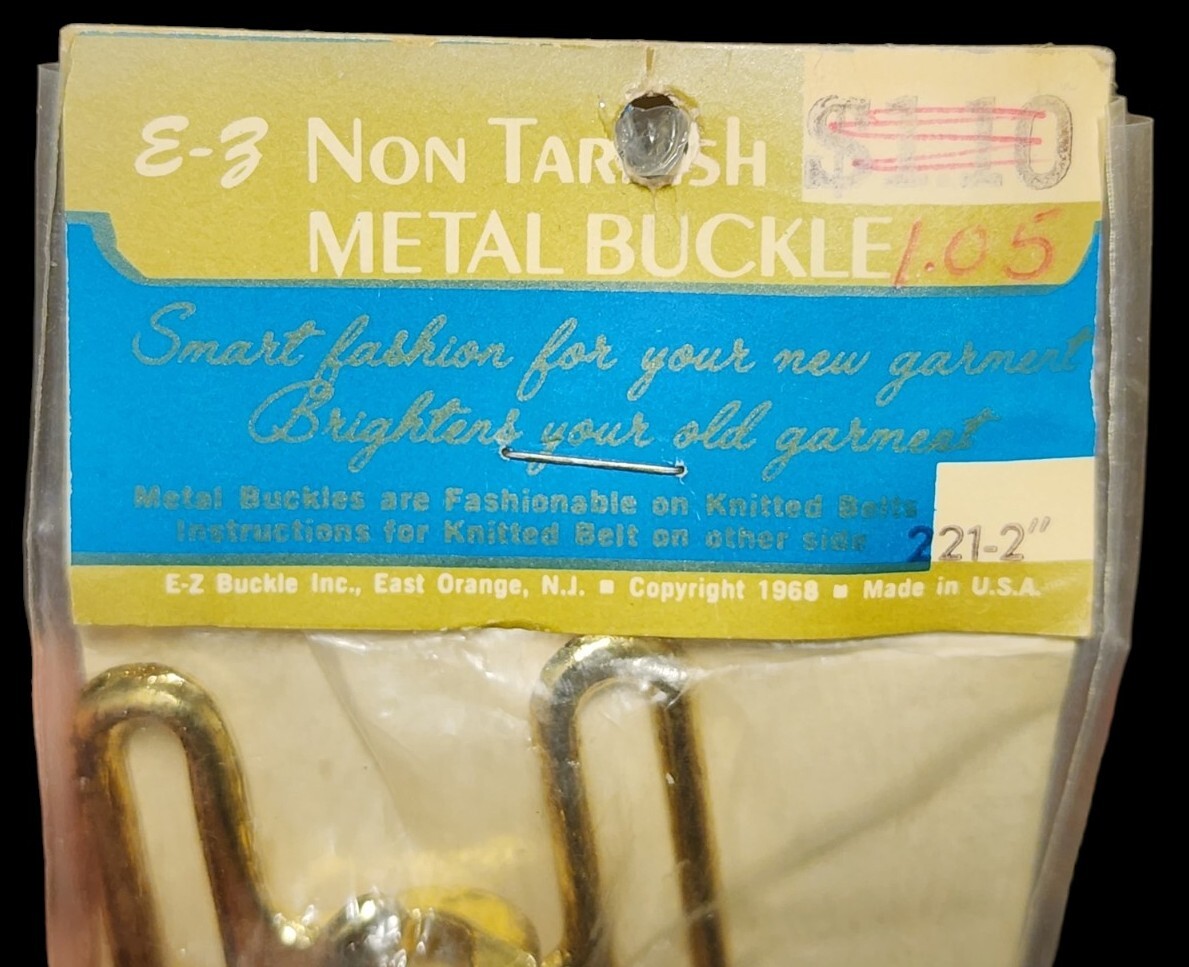 E-Z NON TARNISH $1.10
METAL BUCKLE 1.05
Smart fashion for your new garment
Brightens your old garment
Metal Buckles are Fashionable on Knitted Belts
Instructions for Knitted Belt on other side 221-2"
E-Z Buckle Inc., East Orange, N.J. ■ Copyright 1968 ■ Made in U.S.A.